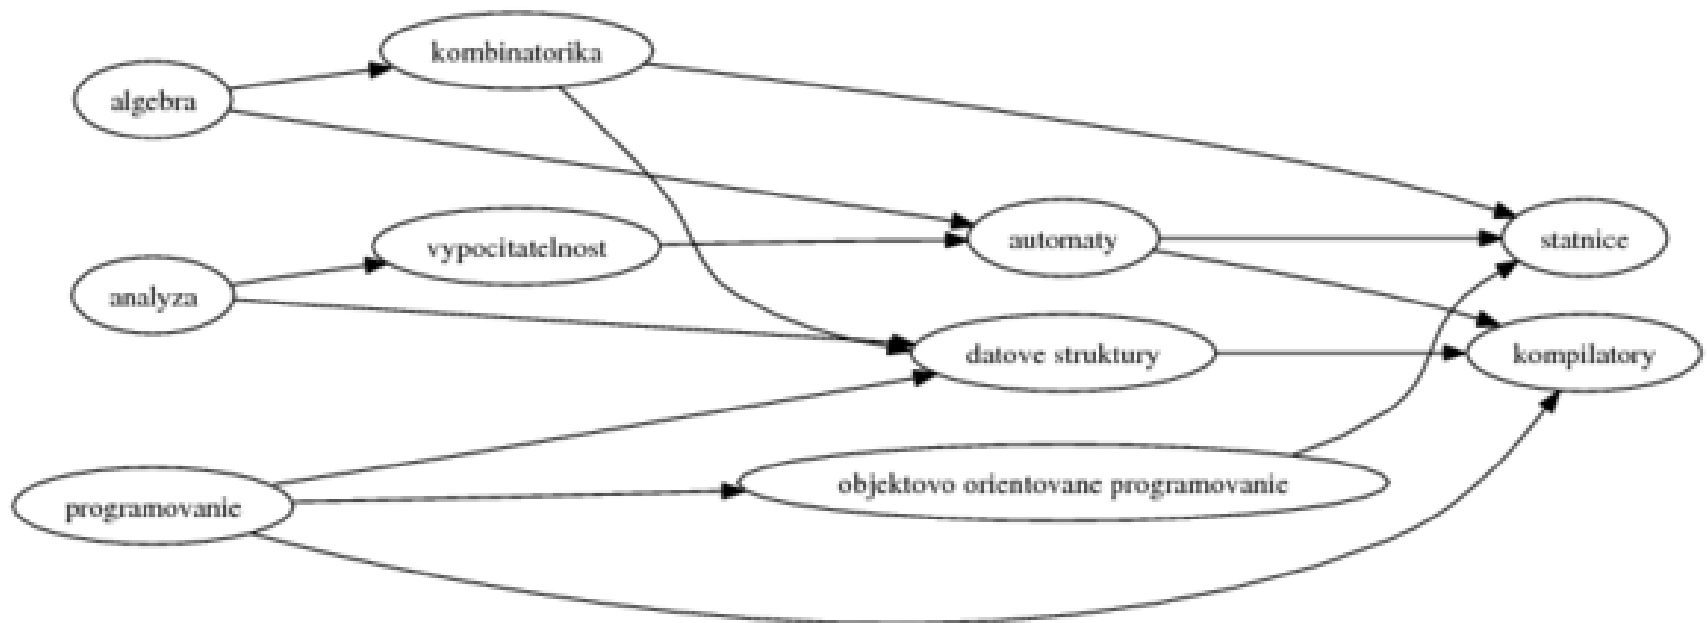 kombinatorika
algebra
automaty
statnice
vypocitatelnost
analyza
datove struktury
kompilatory
objektovo orientovane programovanie
programovanie